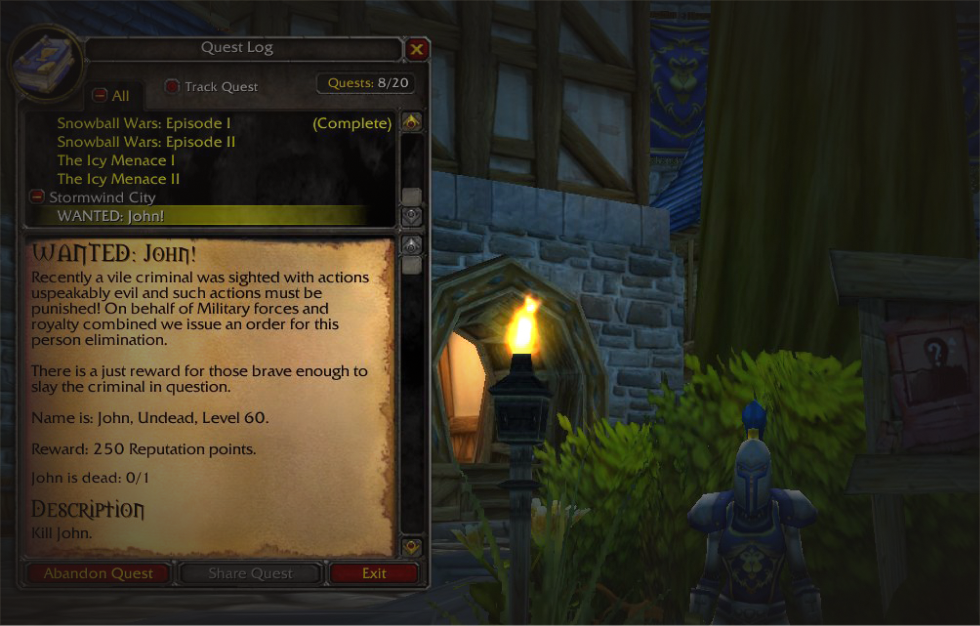 Quest Log
Track Quest
Quests: 8/20
All
Snowball Wars: Episode I (Complete)
Snowball Wars: Episode II
The Icy Menace I
The Icy Menace II
Stormwind City
WANTED: John!
WANTED: John!
Recently a vile criminal was sighted with actions
uspeakably evil and such actions must be
punished! On behalf of Military forces and
royalty combined we issue an order for this
person elimination.
There is a just reward for those brave enough to
slay the criminal in question.
Name is: John, Undead, Level 60.
Reward: 250 Reputation points.
John is dead: 0/1
Description
Kill John.
Abandon Quest
Share Quest
Exit
?